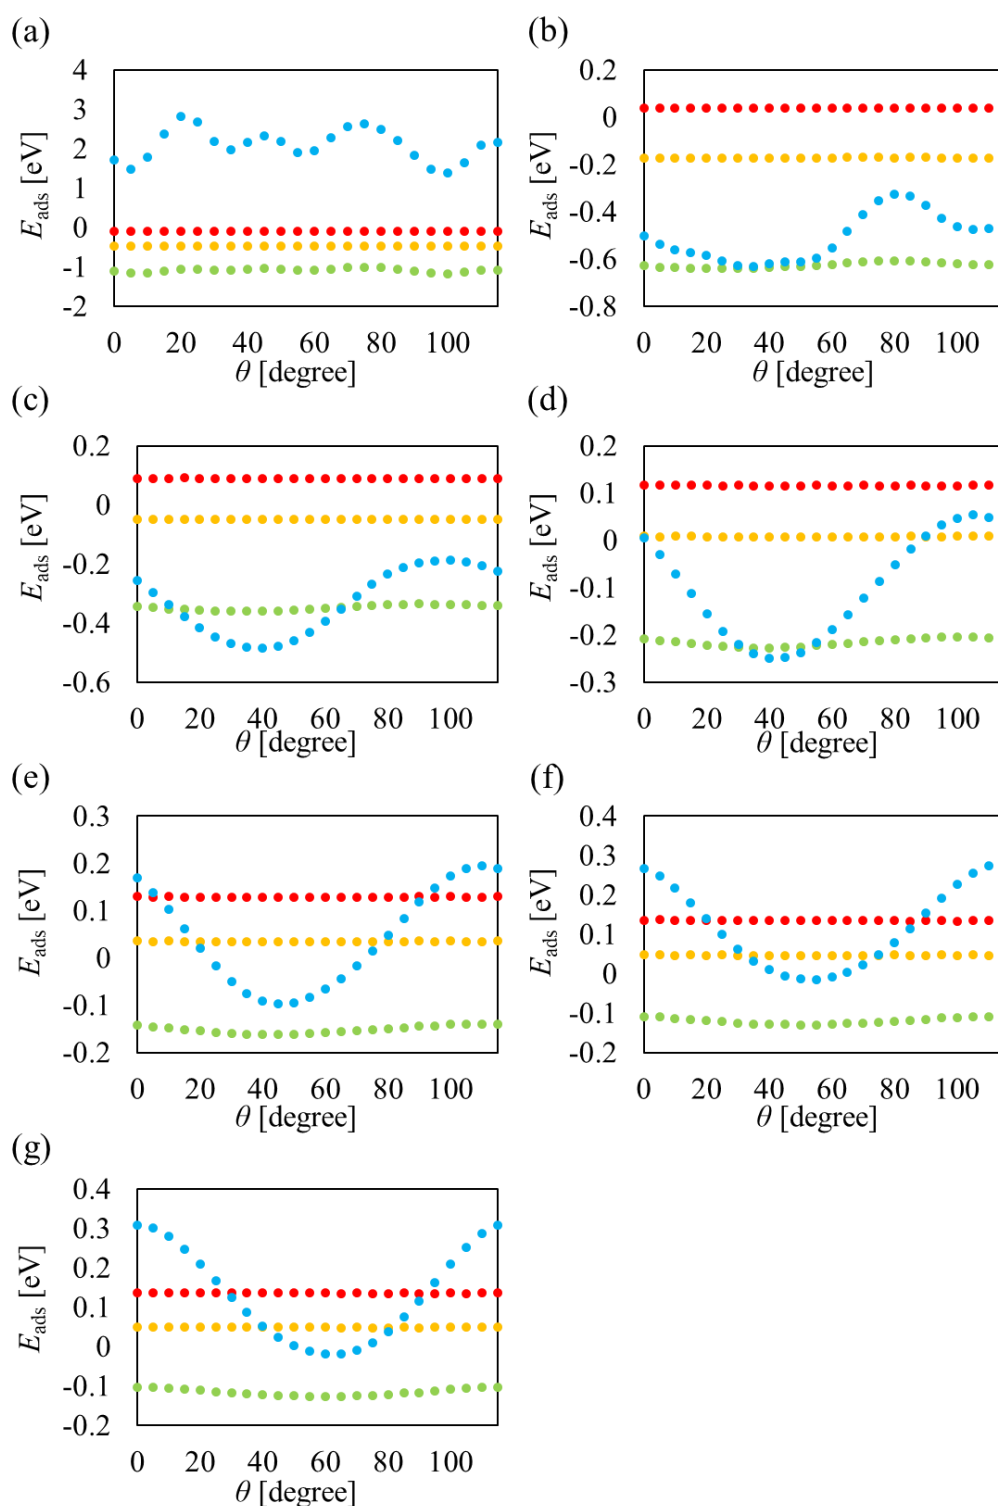 (a)
4
3
2
1
0
-1
-2
E_ads [eV]
0 20 40 60 80 100
θ [degree]
(b)
0.2
0
-0.2
-0.4
-0.6
-0.8
E_ads [eV]
0 20 40 60 80 100
θ [degree]
(c)
0.2
0
-0.2
-0.4
-0.6
E_ads [eV]
0 20 40 60 80 100
θ [degree]
(d)
0.2
0.1
0
-0.1
-0.2
-0.3
E_ads [eV]
0 20 40 60 80 100
θ [degree]
(e)
0.3
0.2
0.1
0
-0.1
-0.2
E_ads [eV]
0 20 40 60 80 100
θ [degree]
(f)
0.4
0.3
0.2
0.1
0
-0.1
-0.2
E_ads [eV]
0 20 40 60 80 100
θ [degree]
(g)
0.4
0.3
0.2
0.1
0
-0.1
-0.2
E_ads [eV]
0 20 40 60 80 100
θ [degree]